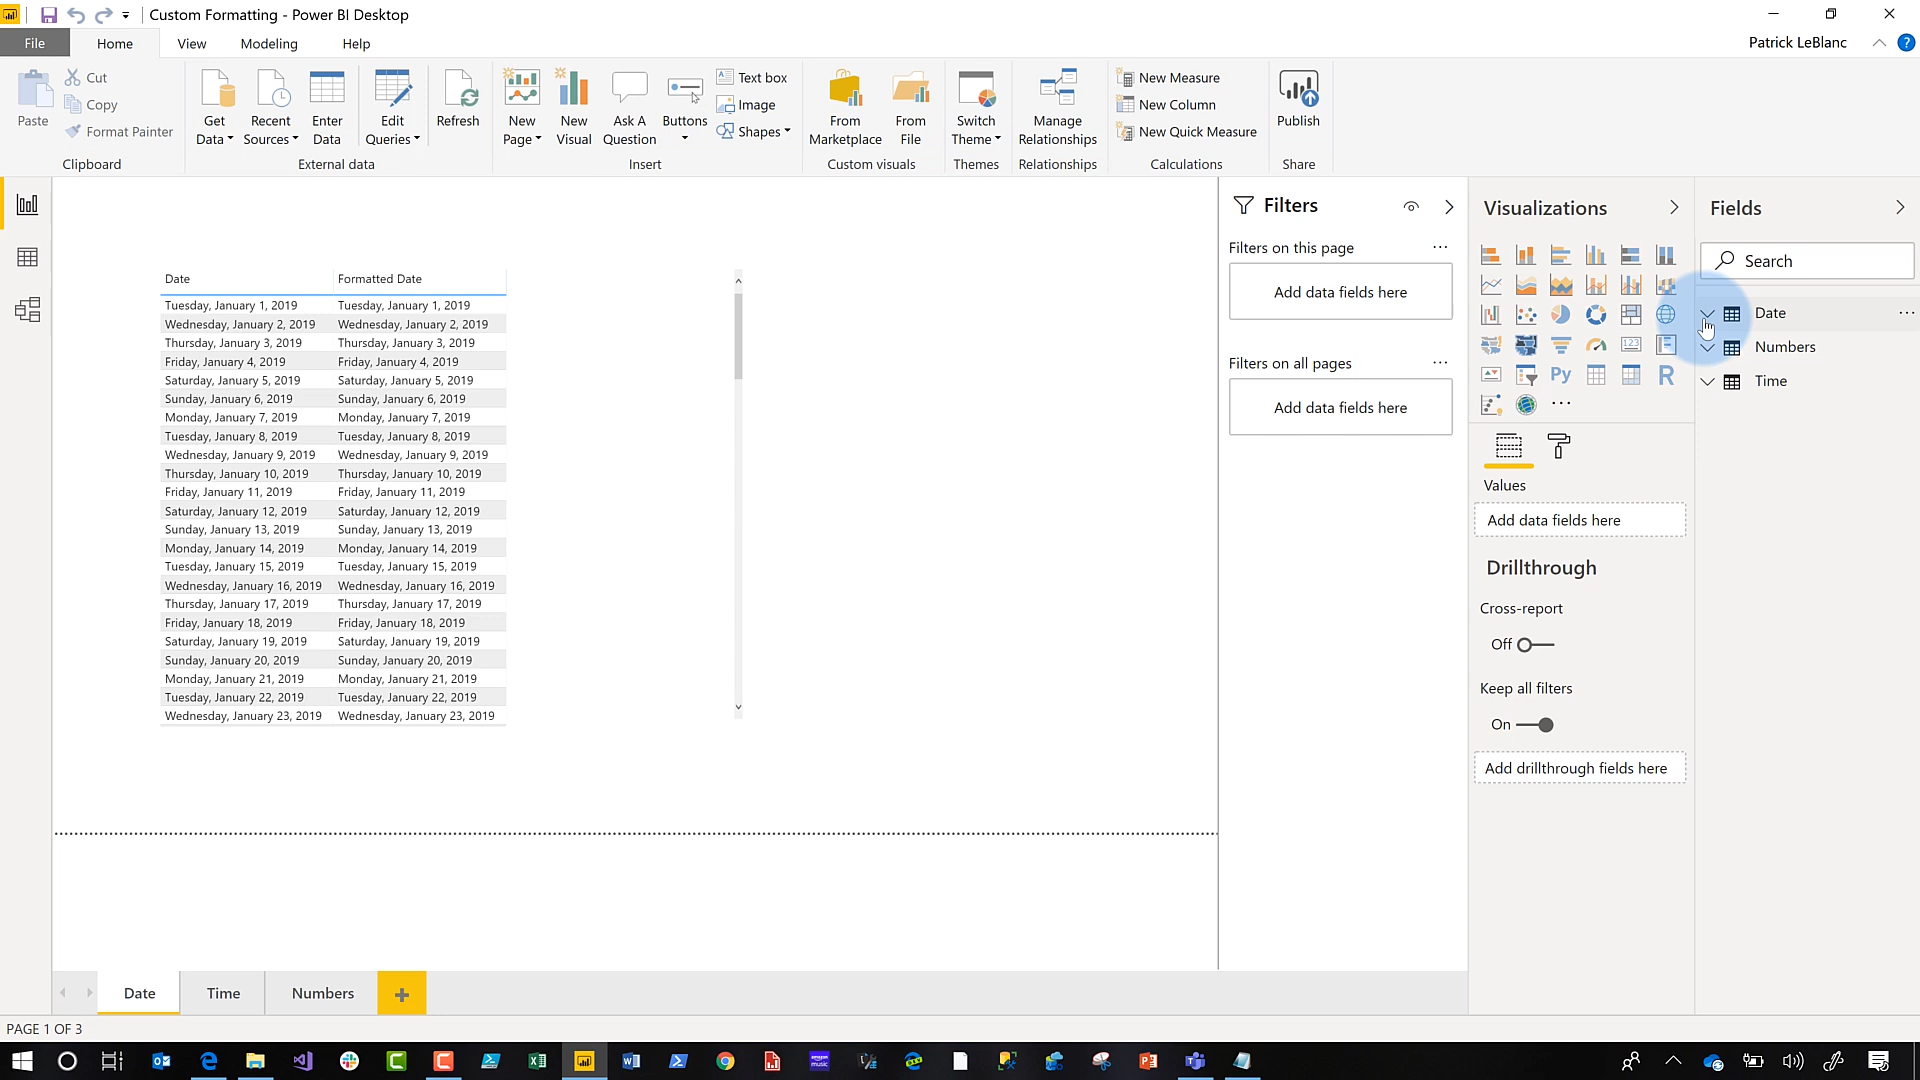 Custom Formatting - Power BI Desktop
File Home View Modeling Help Patrick LeBlanc ?
Paste
Cut
Copy
Format Painter
Clipboard
Get Data
Recent Sources
Enter Data
Edit Queries
External data
Refresh
New Page
New Visual
Ask A Question
Buttons
Text box
Image
Shapes
Insert
From Marketplace
From File
Custom visuals
Switch Theme
Themes
Manage Relationships
Relationships
New Measure
New Column
New Quick Measure
Calculations
Publish
Share
Date Formatted Date
Tuesday, January 1, 2019 Tuesday, January 1, 2019
Wednesday, January 2, 2019 Wednesday, January 2, 2019
Thursday, January 3, 2019 Thursday, January 3, 2019
Friday, January 4, 2019 Friday, January 4, 2019
Saturday, January 5, 2019 Saturday, January 5, 2019
Sunday, January 6, 2019 Sunday, January 6, 2019
Monday, January 7, 2019 Monday, January 7, 2019
Tuesday, January 8, 2019 Tuesday, January 8, 2019
Wednesday, January 9, 2019 Wednesday, January 9, 2019
Thursday, January 10, 2019 Thursday, January 10, 2019
Friday, January 11, 2019 Friday, January 11, 2019
Saturday, January 12, 2019 Saturday, January 12, 2019
Sunday, January 13, 2019 Sunday, January 13, 2019
Monday, January 14, 2019 Monday, January 14, 2019
Tuesday, January 15, 2019 Tuesday, January 15, 2019
Wednesday, January 16, 2019 Wednesday, January 16, 2019
Thursday, January 17, 2019 Thursday, January 17, 2019
Friday, January 18, 2019 Friday, January 18, 2019
Saturday, January 19, 2019 Saturday, January 19, 2019
Sunday, January 20, 2019 Sunday, January 20, 2019
Monday, January 21, 2019 Monday, January 21, 2019
Tuesday, January 22, 2019 Tuesday, January 22, 2019
Wednesday, January 23, 2019 Wednesday, January 23, 2019
Filters
Filters on this page
Add data fields here
Filters on all pages
Add data fields here
Visualizations
123
Py
R
Values
Add data fields here
Drillthrough
Cross-report
Off
Keep all filters
On
Add drillthrough fields here
Fields
Search
Date
Numbers
Time
Date Time Numbers
PAGE 1 OF 3